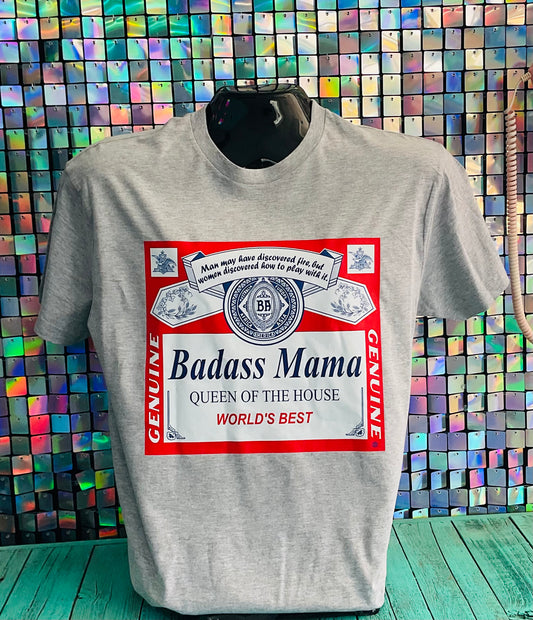 Man may have discovered fire, but
women discovered how to play with it.
BB
GENUINE
Badass Mama
GENUINE
QUEEN OF THE HOUSE
WORLD'S BEST